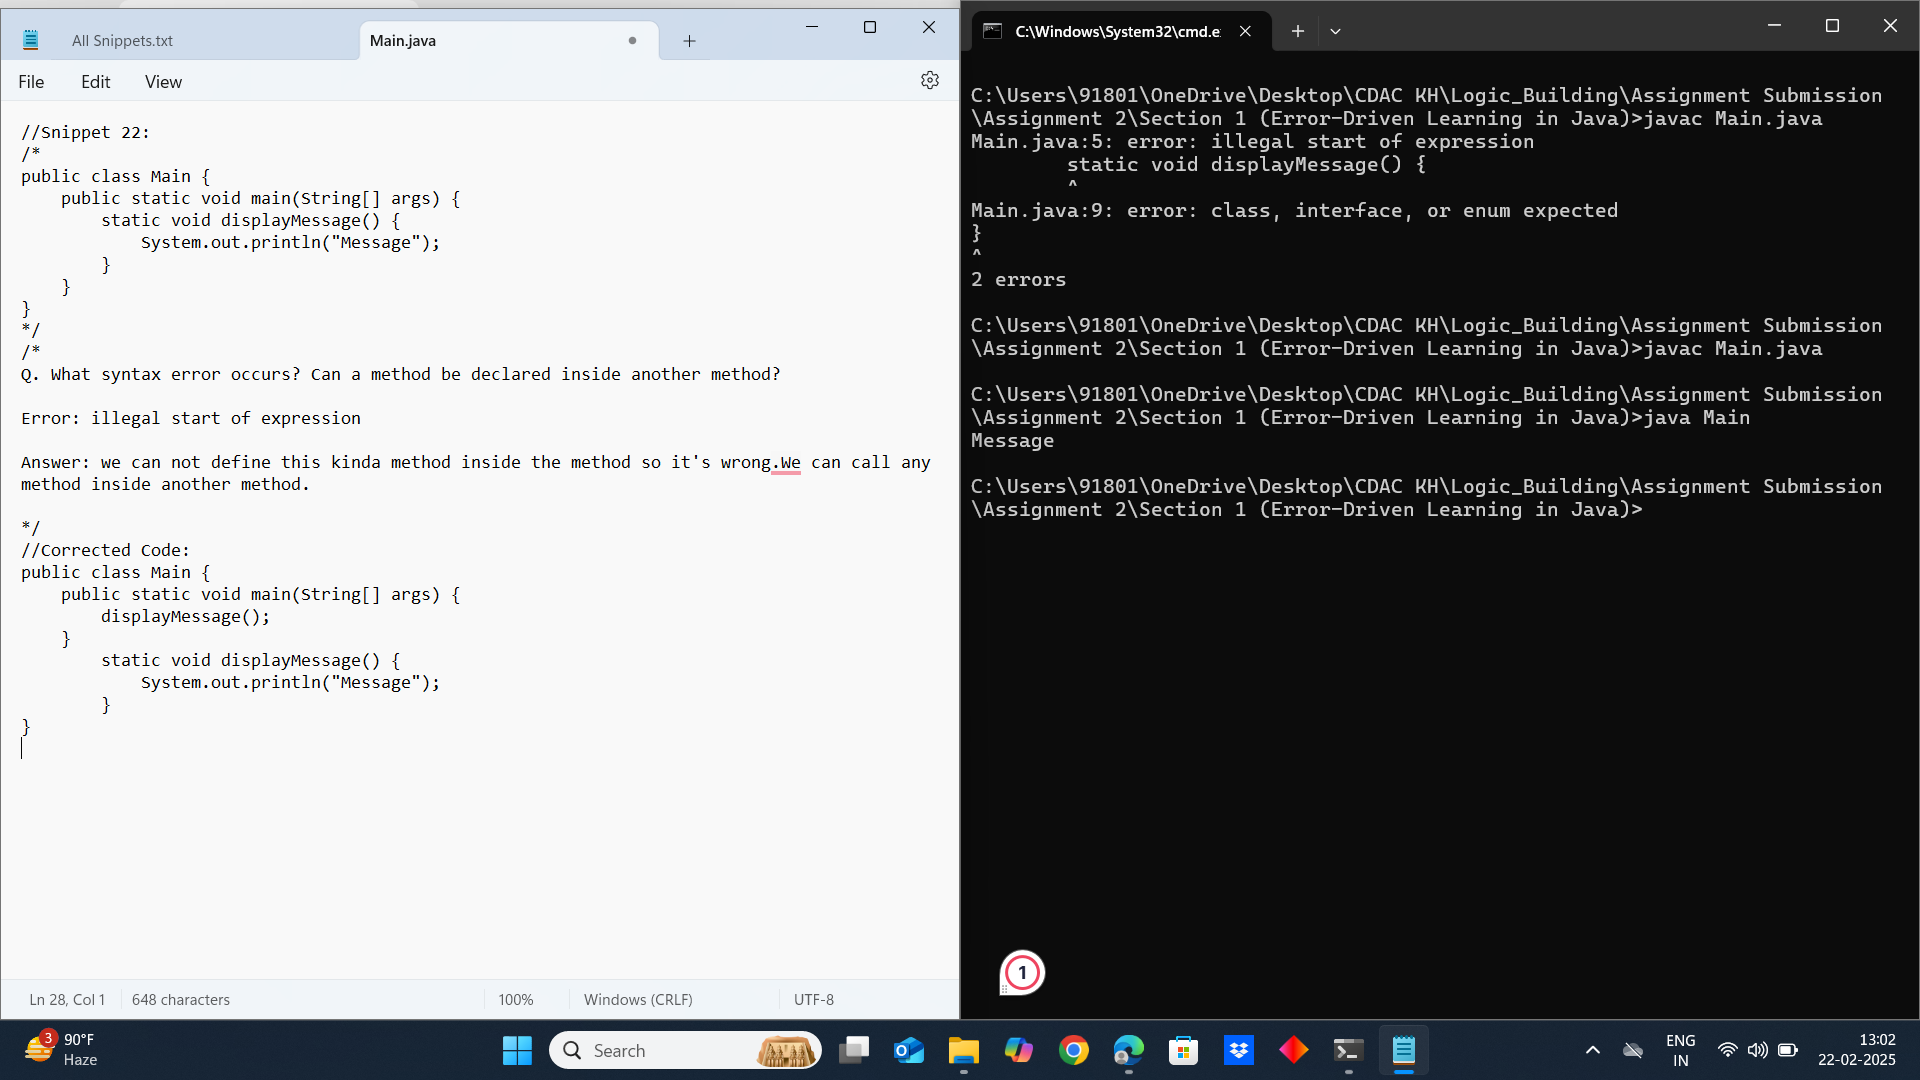 All Snippets.txt
Main.java
File Edit View
//Snippet 22:
/*
public class Main {
    public static void main(String[] args) {
        static void displayMessage() {
            System.out.println("Message");
        }
    }
}
*/
/*
Q. What syntax error occurs? Can a method be declared inside another method?
Error: illegal start of expression
Answer: we can not define this kinda method inside the method so it's wrong.We can call any
method inside another method.
*/
//Corrected Code:
public class Main {
    public static void main(String[] args) {
        displayMessage();
    }
        static void displayMessage() {
            System.out.println("Message");
        }
}
Ln 28, Col 1 648 characters 100% Windows (CRLF) UTF-8
C:\Windows\System32\cmd.e
C:\Users\91801\OneDrive\Desktop\CDAC KH\Logic_Building\Assignment Submission
\Assignment 2\Section 1 (Error-Driven Learning in Java)>javac Main.java
Main.java:5: error: illegal start of expression
        static void displayMessage() {
        ^
Main.java:9: error: class, interface, or enum expected
}
^
2 errors
C:\Users\91801\OneDrive\Desktop\CDAC KH\Logic_Building\Assignment Submission
\Assignment 2\Section 1 (Error-Driven Learning in Java)>javac Main.java
C:\Users\91801\OneDrive\Desktop\CDAC KH\Logic_Building\Assignment Submission
\Assignment 2\Section 1 (Error-Driven Learning in Java)>java Main
Message
C:\Users\91801\OneDrive\Desktop\CDAC KH\Logic_Building\Assignment Submission
\Assignment 2\Section 1 (Error-Driven Learning in Java)>
1
3
90°F
Haze
Search
ENG
IN
13:02
22-02-2025